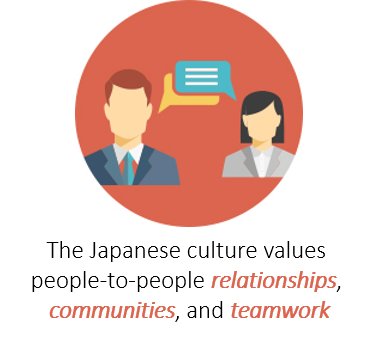 The Japanese culture values
people-to-people relationships,
communities, and teamwork